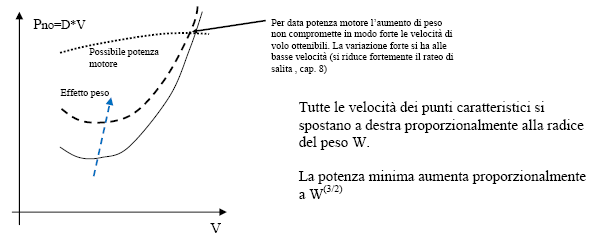 Pno=D*V
Possibile potenza
motore
Effetto peso
V
Per data potenza motore l'aumento di peso
non compromette in modo forte le velocità di
volo ottenibili. La variazione forte si ha alle
basse velocità (si riduce fortemente il rateo di
salita , cap. 8)
Tutte le velocità dei punti caratteristici si
spostano a destra proporzionalmente alla radice
del peso W.
La potenza minima aumenta proporzionalmente
a W(3/2)